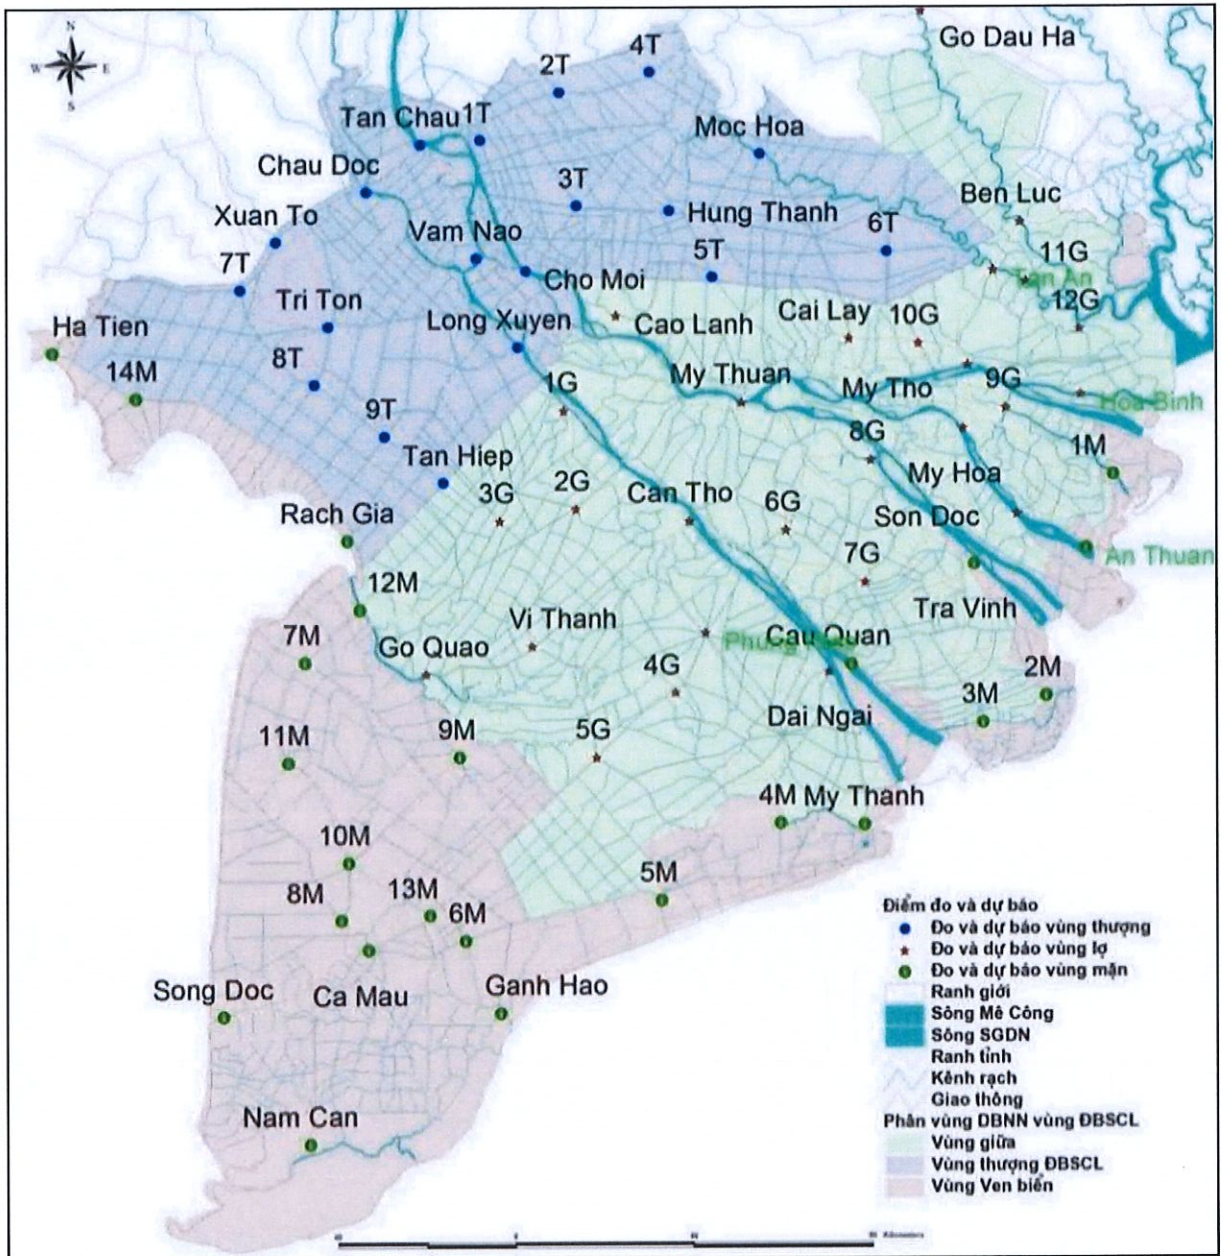 N
W E
S
Go Dau Ha
4T
2T
Tan Chau 1T
Moc Hoa
Chau Doc
3T
Ben Luc
Xuan To
Hung Thanh
Vam Nao
6T
11G
5T
7T
Cho Moi
Tan An
Tri Ton
12G
Ha Tien
Long Xuyen
Cao Lanh
Cai Lay
10G
8T
14M
1G
My Thuan
My Tho
9G
Hoa Binh
9T
8G
1M
Tan Hiep
My Hoa
3G
2G
Can Tho
6G
Son Doc
Rach Gia
7G
An Thuan
12M
Tra Vinh
Vi Thanh
7M
Go Quao
Cau Quan
4G
2M
3M
Dai Ngai
11M
9M
5G
4M My Thanh
10M
5M
8M
13M
6M
Song Doc
Ca Mau
Ganh Hao
Nam Can
Điểm đo và dự báo
Đo và dự báo vùng thượng
Đo và dự báo vùng lợ
Đo và dự báo vùng mặn
Ranh giới
Sông Mê Công
Sông SGDN
Ranh tỉnh
Kênh rạch
Giao thông
Phân vùng DBNN vùng ĐBSCL
Vùng giữa
Vùng thượng ĐBSCL
Vùng Ven biển